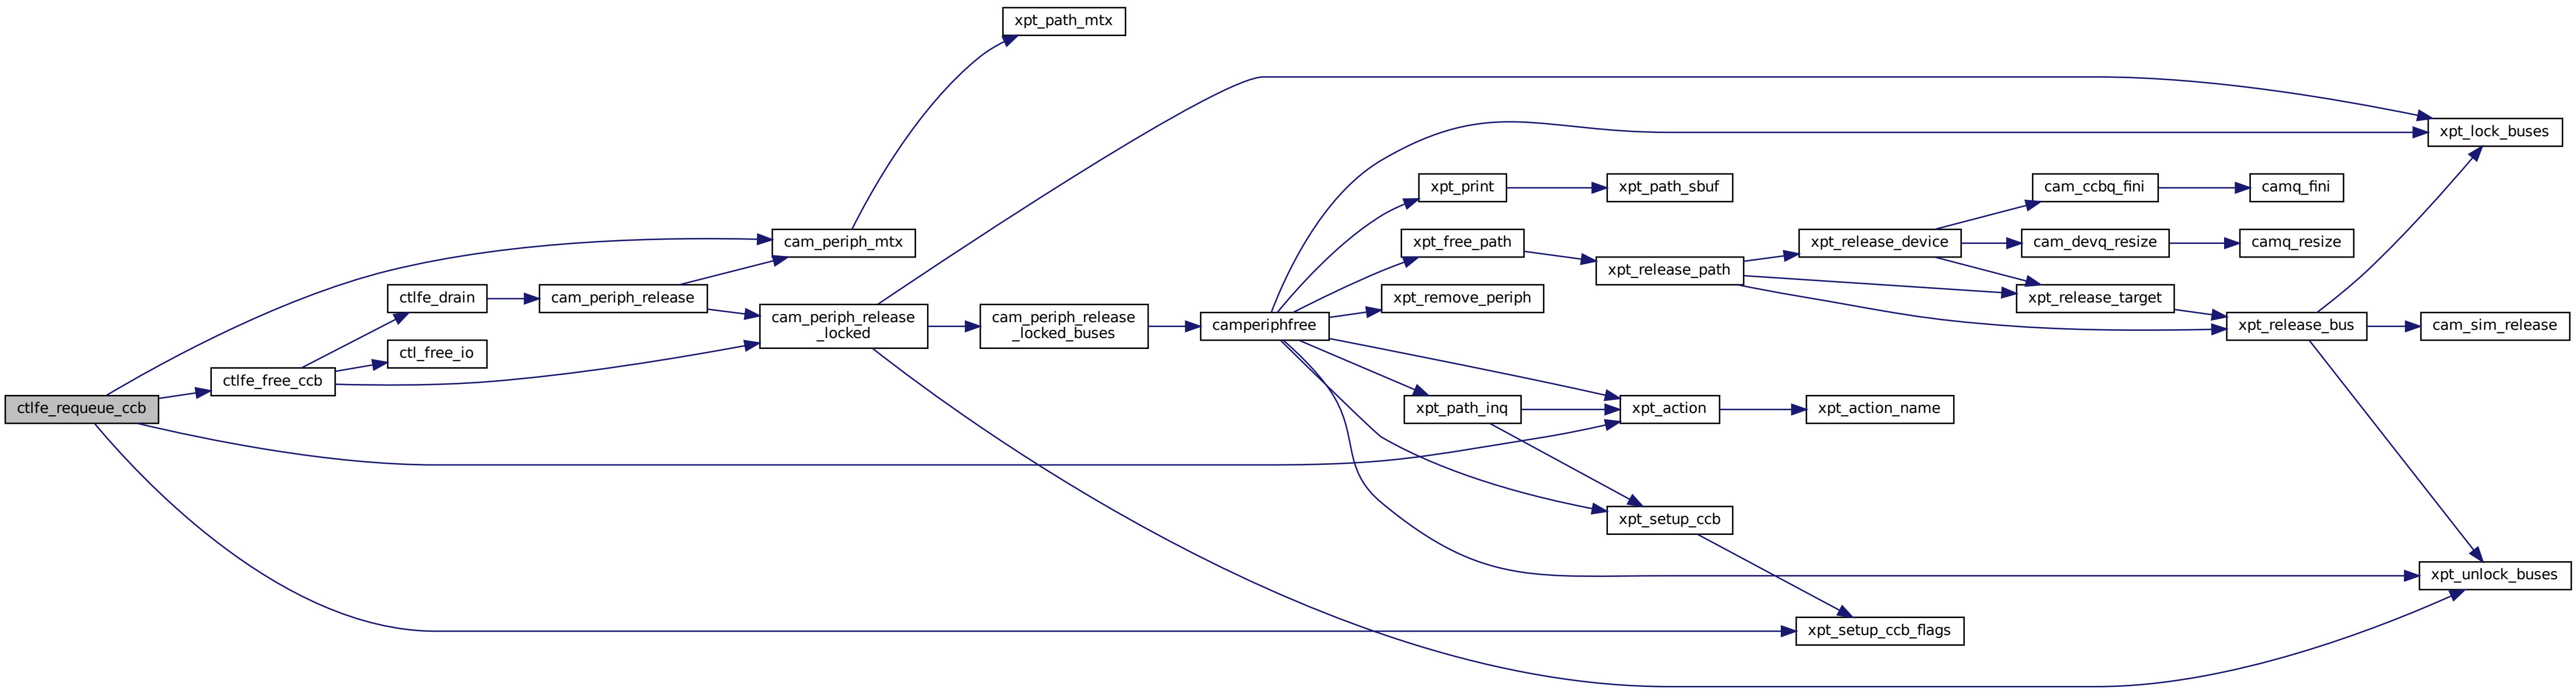 xpt_path_mtx
xpt_lock_buses
xpt_print
xpt_path_sbuf
cam_ccbq_fini
camq_fini
cam_periph_mtx
xpt_free_path
xpt_release_device
cam_devq_resize
camq_resize
xpt_release_path
ctlfe_drain
cam_periph_release
xpt_remove_periph
xpt_release_target
cam_periph_release
_locked
cam_periph_release
_locked_buses
camperiphfree
xpt_release_bus
cam_sim_release
ctl_free_io
ctlfe_free_ccb
ctlfe_requeue_ccb
xpt_path_inq
xpt_action
xpt_action_name
xpt_setup_ccb
xpt_unlock_buses
xpt_setup_ccb_flags